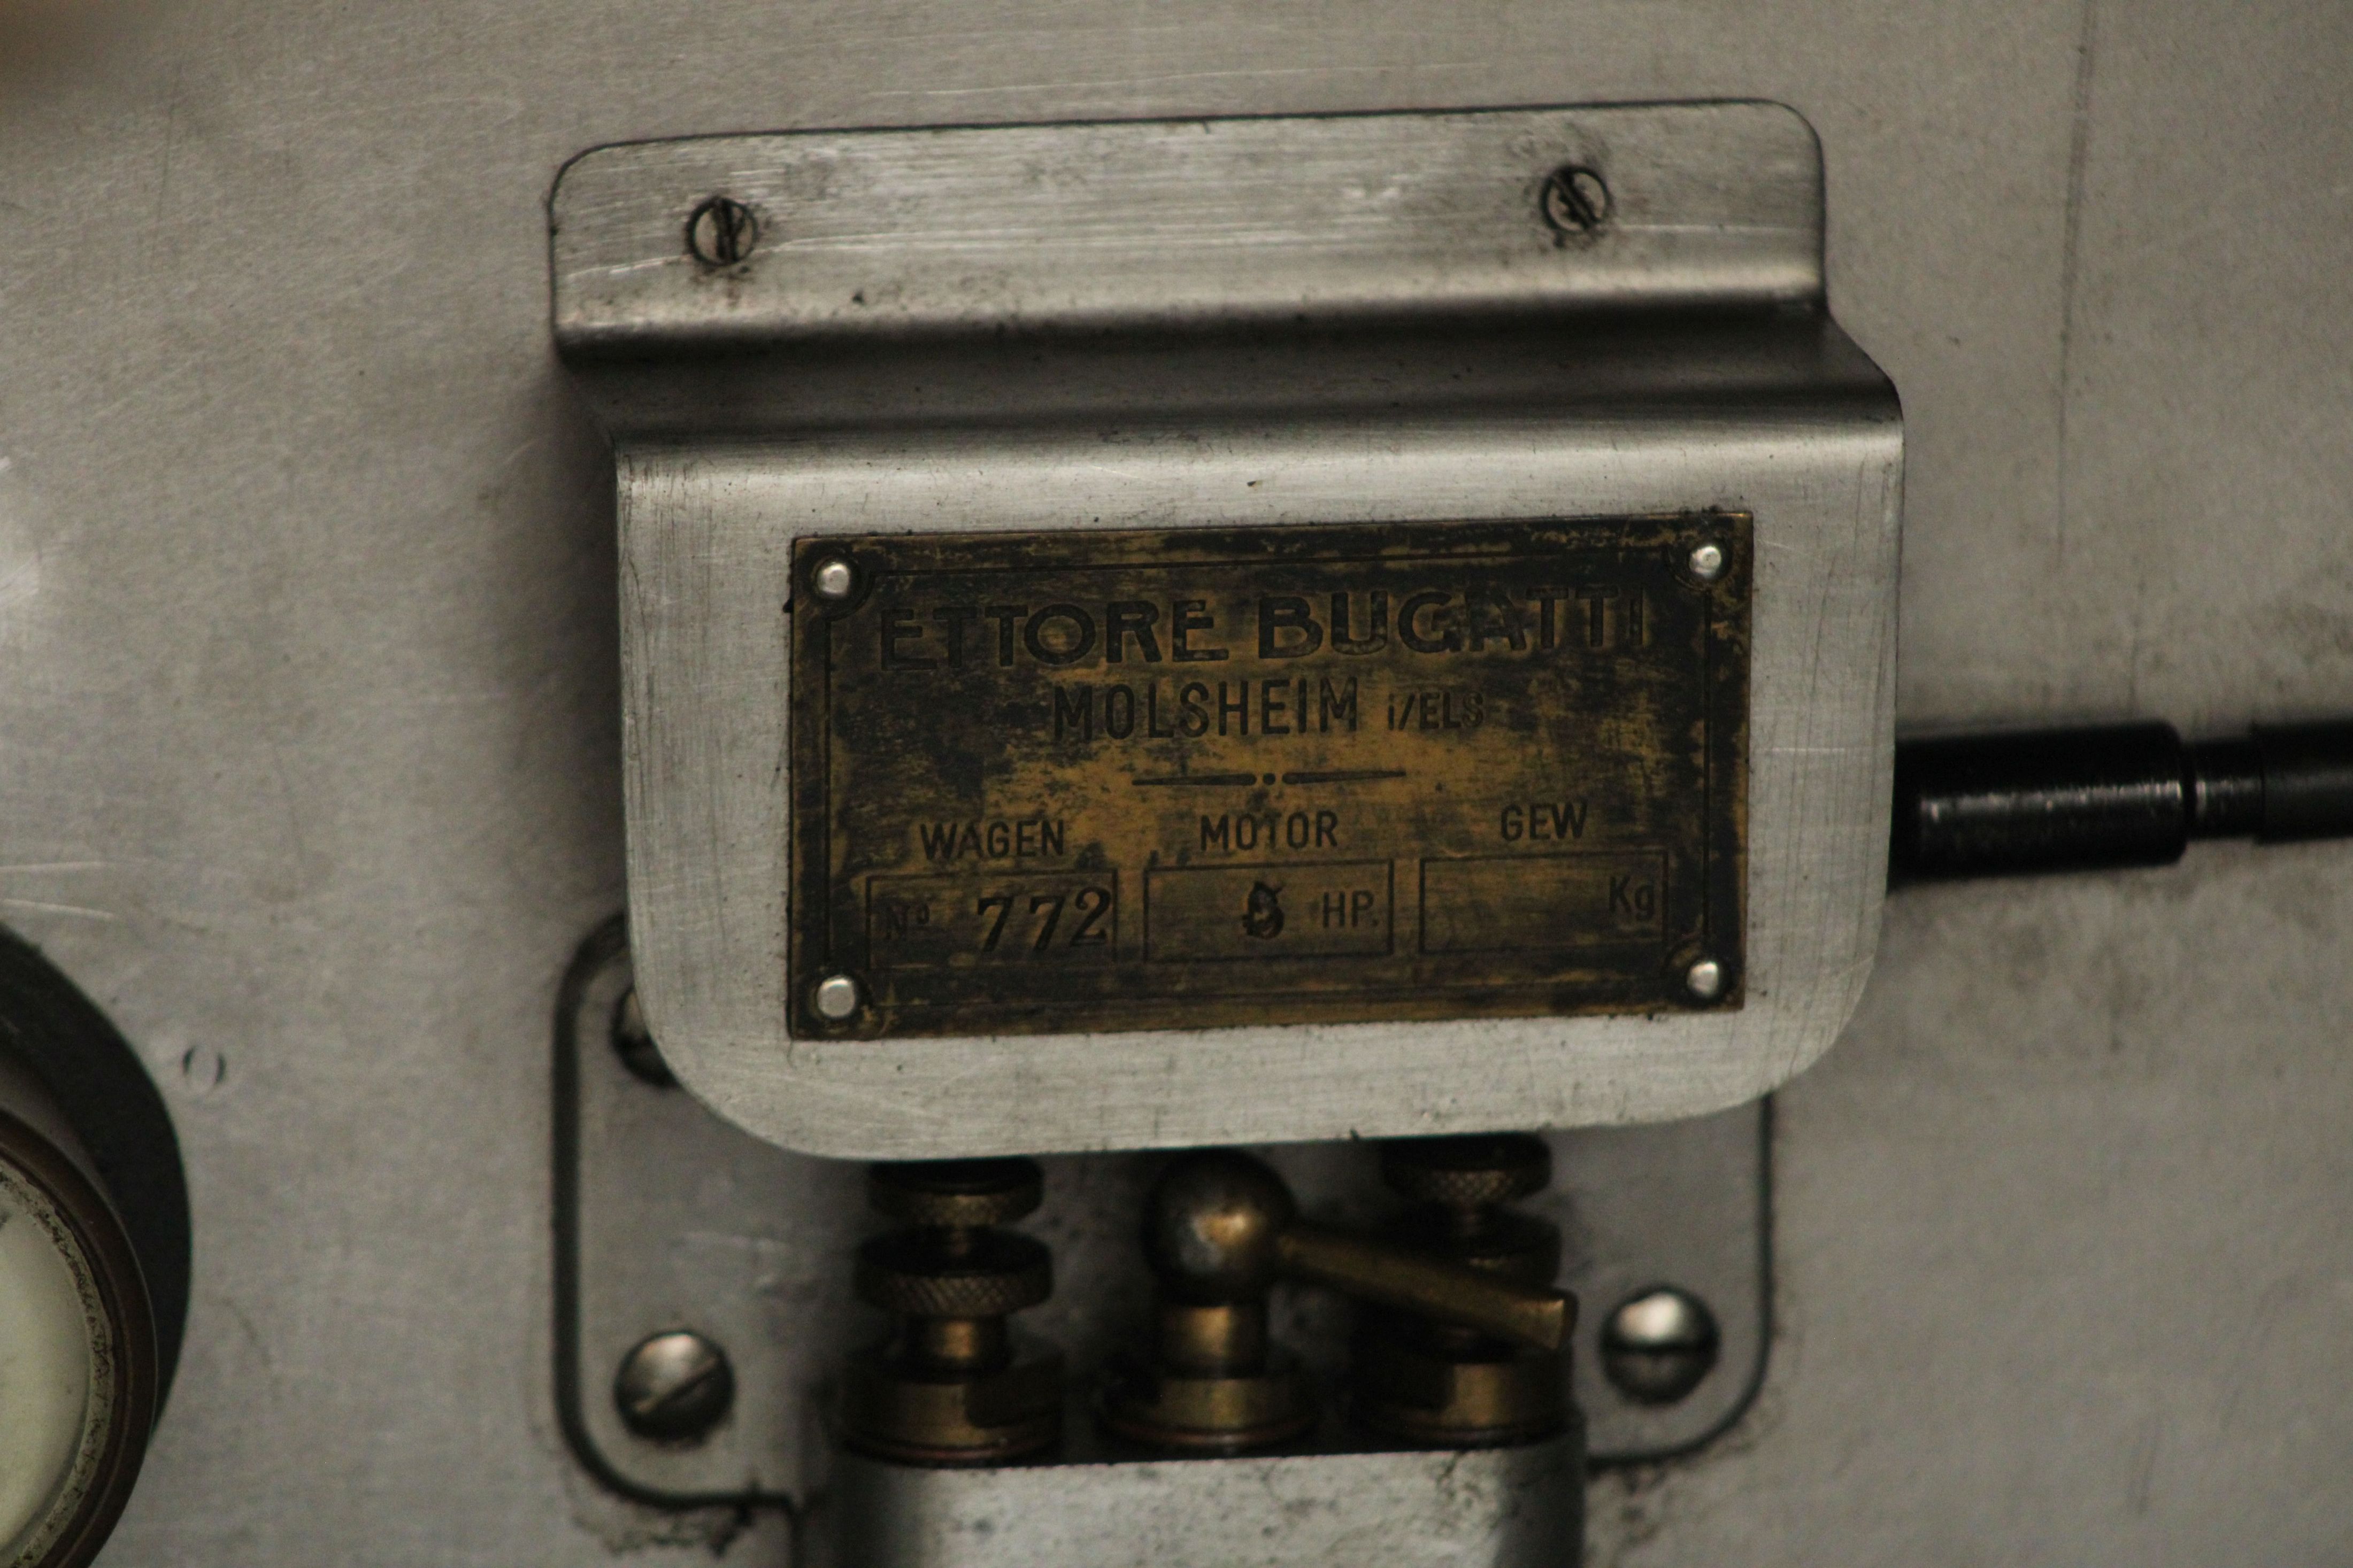 ETTORE BUGATTI
MOLSHEIM i/ELS
WAGEN MOTOR GEW
No 772 HP. Kg